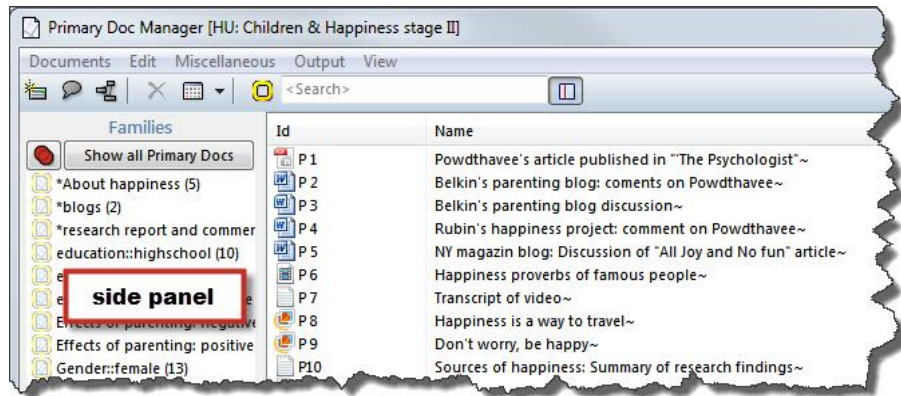 Primary Doc Manager [HU: Children & Happiness stage II]
Documents Edit Miscellaneous Output View
<Search>
Families
Show all Primary Docs
*About happiness (5)
*blogs (2)
*research report and commer
education::highschool (10)
side panel
Effects of parenting: negative
Effects of parenting: positive
Gender::female (13)
Id Name
P 1 Powdthavee's article published in "'The Psychologist"~
P 2 Belkin's parenting blog: coments on Powdthavee~
P 3 Belkin's parenting blog discussion~
P 4 Rubin's happiness project: comment on Powdthavee~
P 5 NY magazin blog: Discussion of "All Joy and No fun" article~
P 6 Happiness proverbs of famous people~
P 7 Transcript of video~
P 8 Happiness is a way to travel~
P 9 Don't worry, be happy~
P10 Sources of happiness: Summary of research findings~